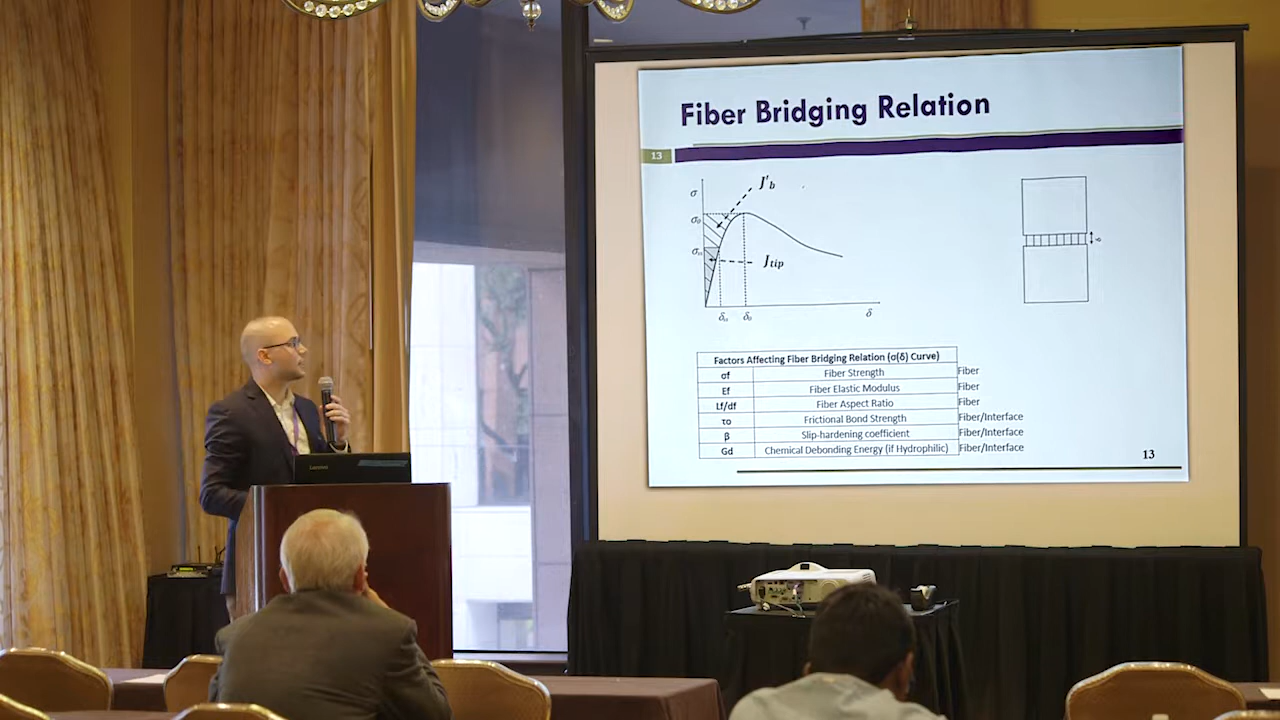 Fiber Bridging Relation
13
σ
J'b
σ0
Jtip
δss
δ0
δ
δ
Factors Affecting Fiber Bridging Relation (σ(δ) Curve)
σf Fiber Strength Fiber
Ef Fiber Elastic Modulus Fiber
Lf/df Fiber Aspect Ratio Fiber
τo Frictional Bond Strength Fiber/Interface
β Slip-hardening coefficient Fiber/Interface
Gd Chemical Debonding Energy (if Hydrophilic) Fiber/Interface
13